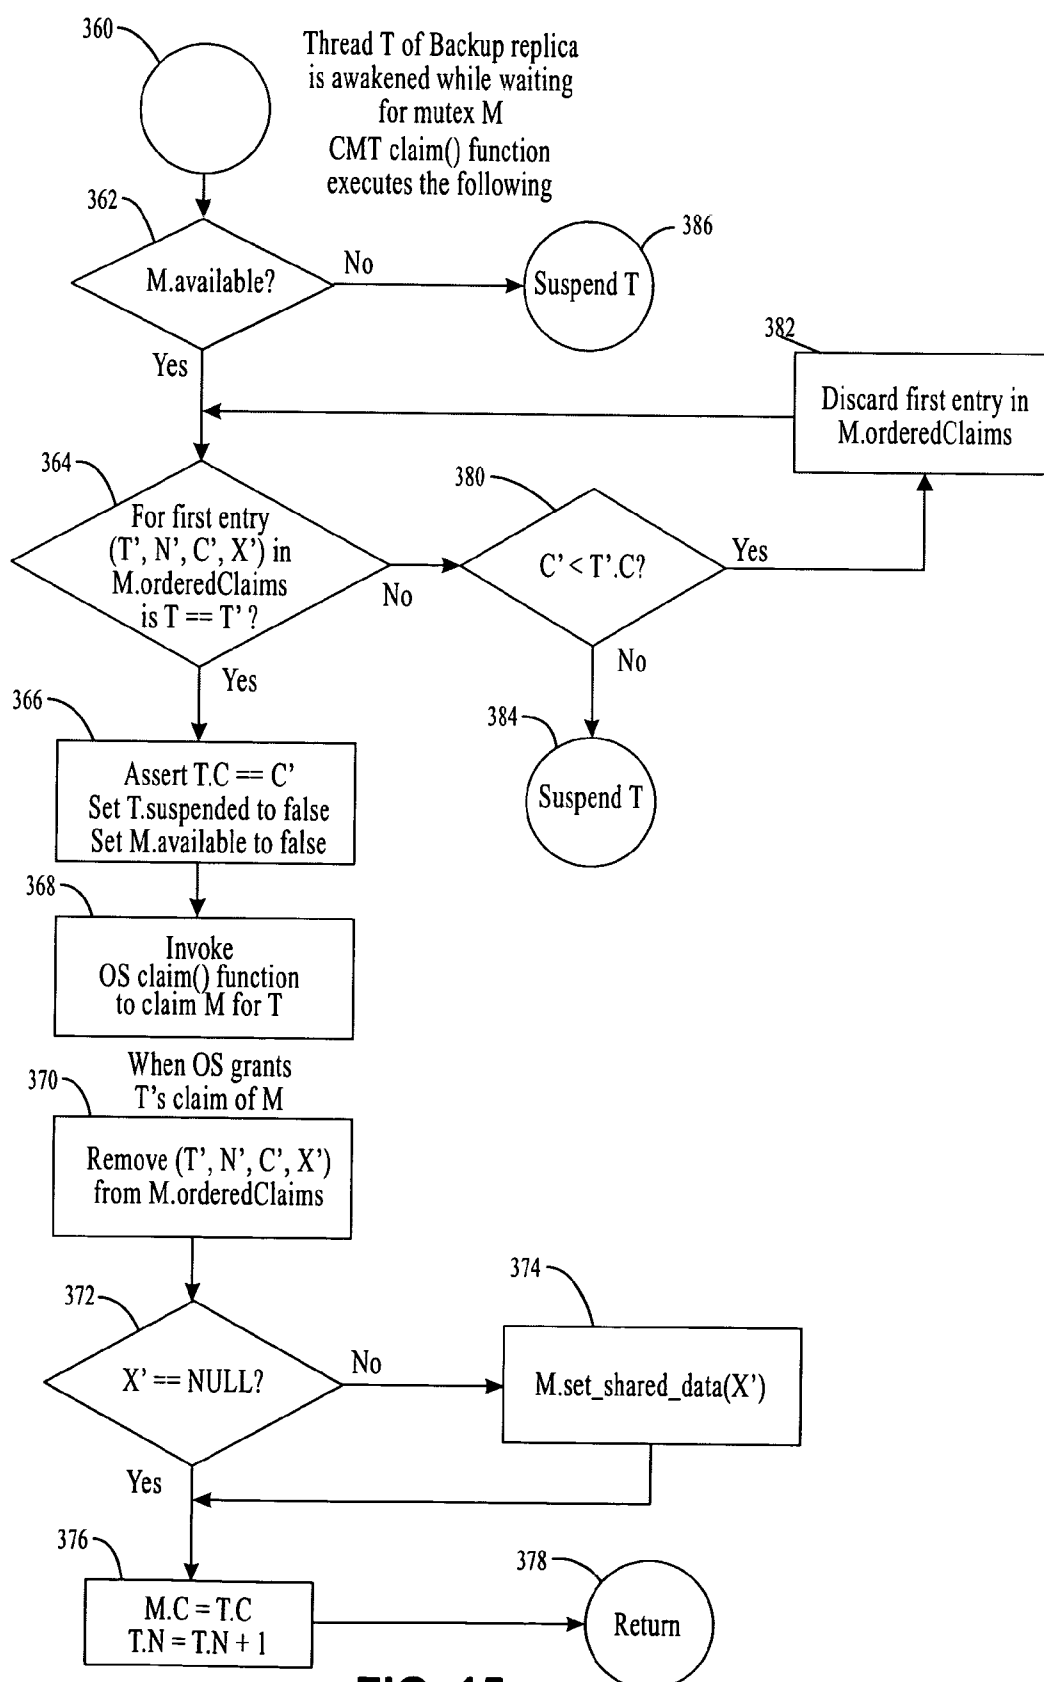 360
Thread T of Backup replica
is awakened while waiting
for mutex M
CMT claim() function
executes the following
362
M.available?
No
Suspend T
386
Yes
382
Discard first entry in
M.orderedClaims
364
For first entry
(T', N', C', X') in
M.orderedClaims
is T == T' ?
No
380
C' < T'.C?
Yes
No
Yes
384
Suspend T
366
Assert T.C == C'
Set T.suspended to false
Set M.available to false
368
Invoke
OS claim() function
to claim M for T
When OS grants
T's claim of M
370
Remove (T', N', C', X')
from M.orderedClaims
372
X' == NULL?
No
374
M.set_shared_data(X')
Yes
376
M.C = T.C
T.N = T.N + 1
378
Return